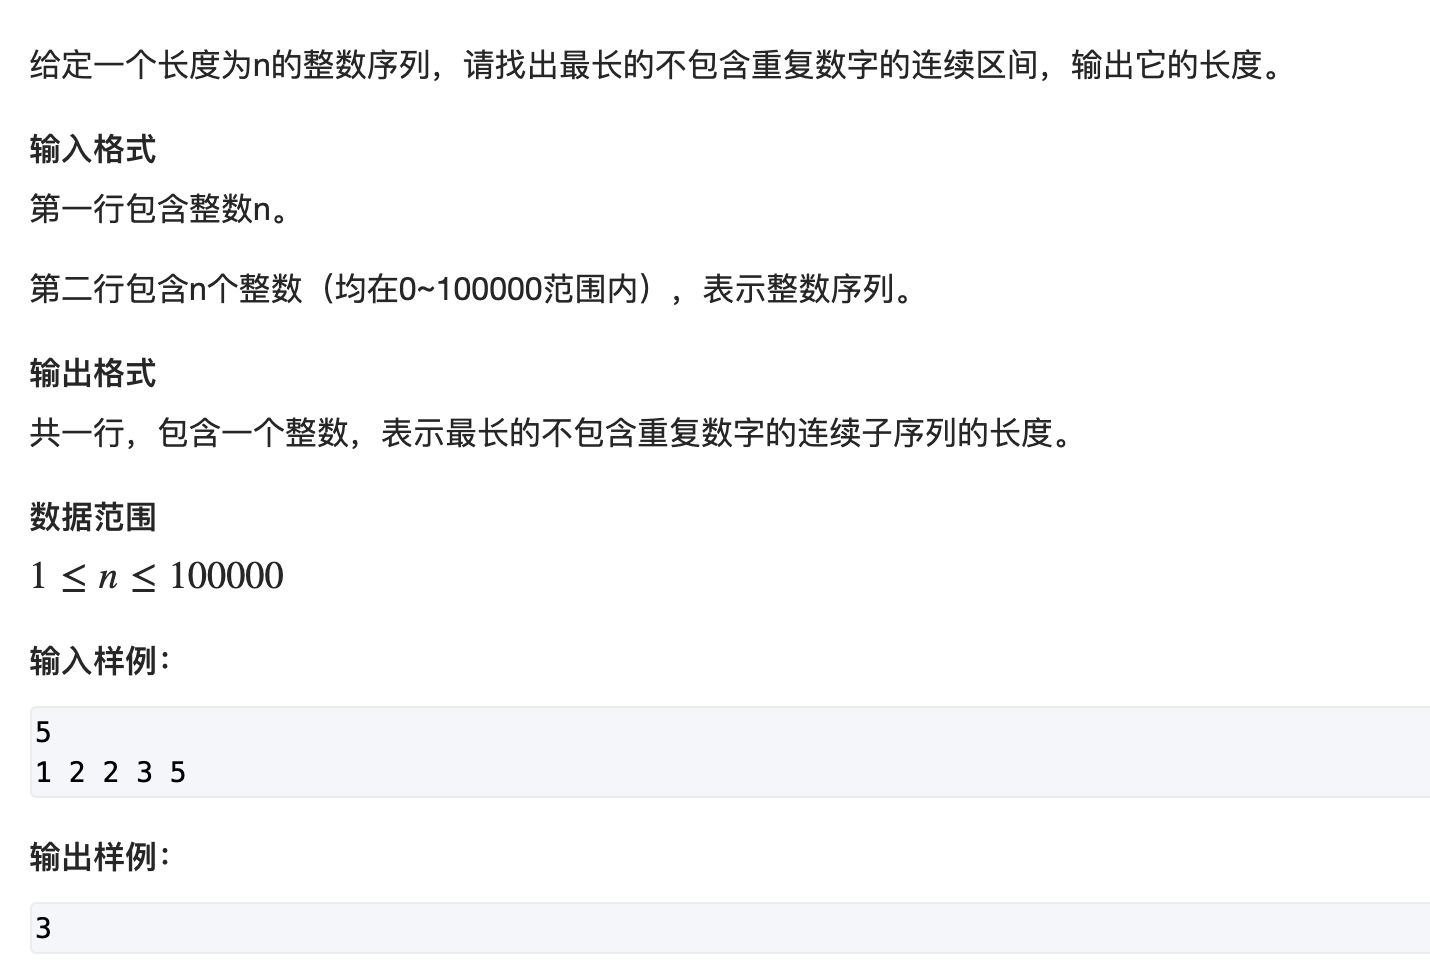 给定一个长度为n的整数序列，请找出最长的不包含重复数字的连续区间，输出它的长度。
输入格式
第一行包含整数n。
第二行包含n个整数（均在0~100000范围内），表示整数序列。
输出格式
共一行，包含一个整数，表示最长的不包含重复数字的连续子序列的长度。
数据范围
1 ≤ n ≤ 100000
输入样例：
5
1 2 2 3 5
输出样例：
3